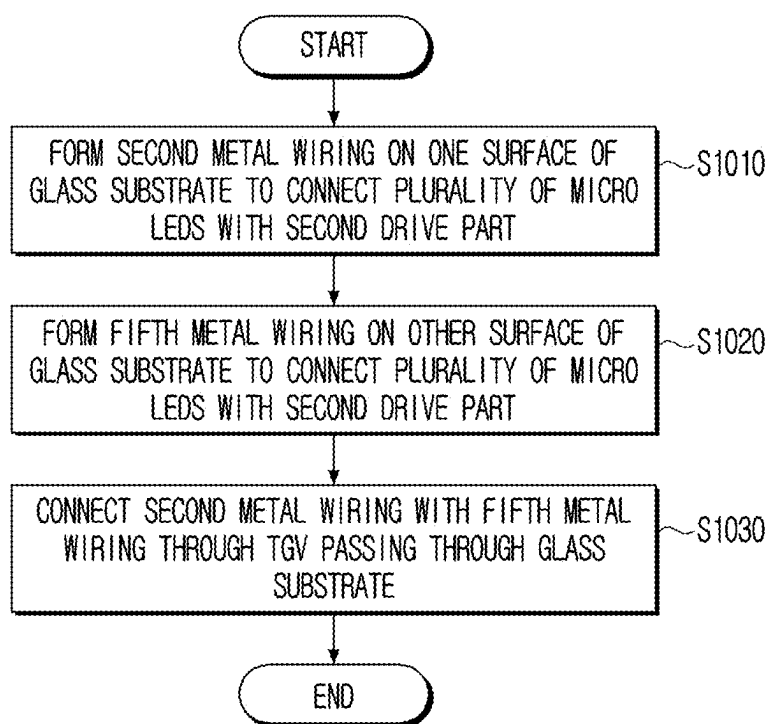 START
FORM SECOND METAL WIRING ON ONE SURFACE OF
GLASS SUBSTRATE TO CONNECT PLURALITY OF MICRO
LEDS WITH SECOND DRIVE PART
S1010
FORM FIFTH METAL WIRING ON OTHER SURFACE OF
GLASS SUBSTRATE TO CONNECT PLURALITY OF MICRO
LEDS WITH SECOND DRIVE PART
S1020
CONNECT SECOND METAL WIRING WITH FIFTH METAL
WIRING THROUGH TGV PASSING THROUGH GLASS
SUBSTRATE
S1030
END